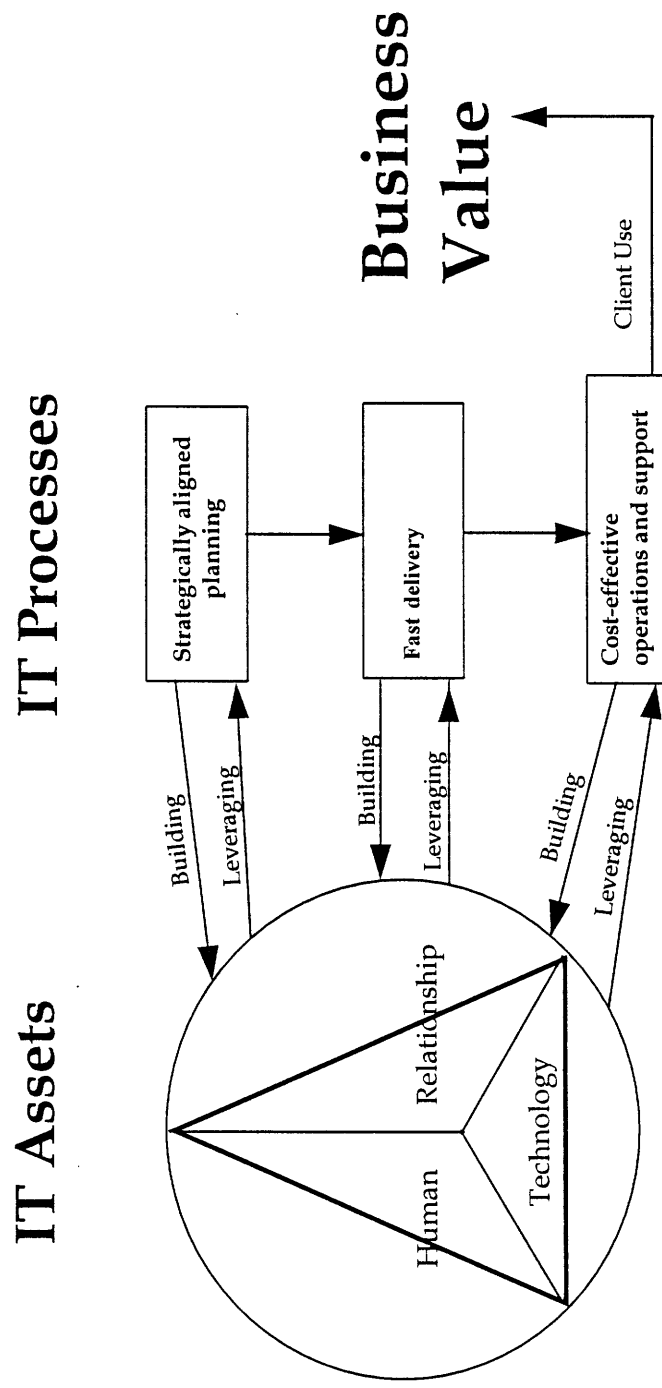 IT Assets
IT Processes
Human
Relationship
Technology
Building
Leveraging
Building
Leveraging
Building
Leveraging
Strategically aligned
planning
Fast delivery
Cost-effective
operations and support
Client Use
Business
Value